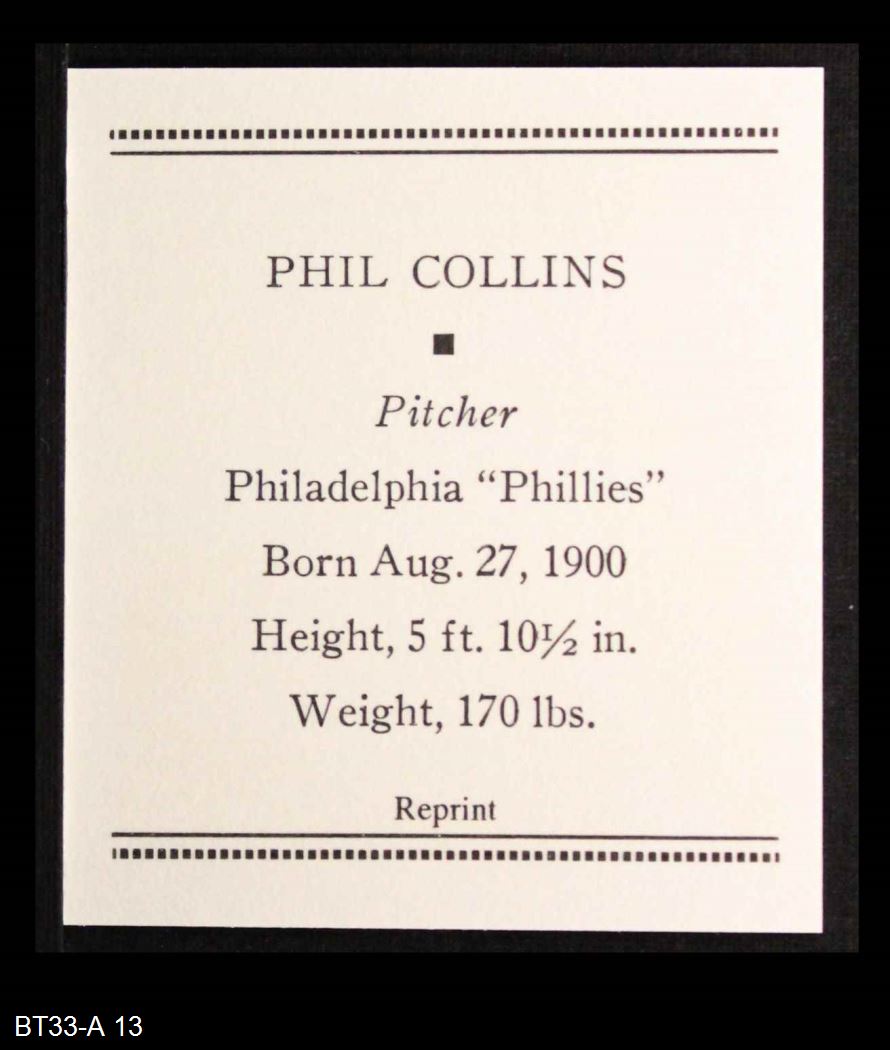 PHIL COLLINS
Pitcher
Philadelphia “Phillies”
Born Aug. 27, 1900
Height, 5 ft. 10½ in.
Weight, 170 lbs.
Reprint
BT33-A 13